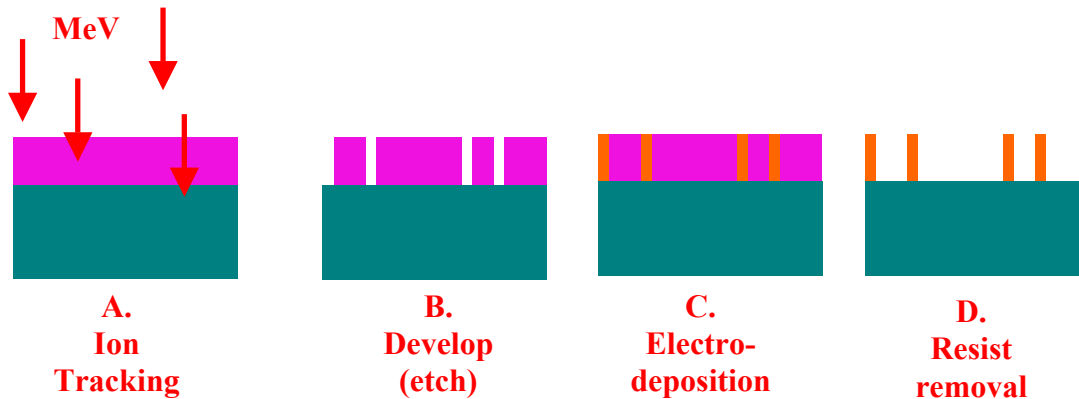 MeV
A.
Ion
Tracking
B.
Develop
(etch)
C.
Electro-
deposition
D.
Resist
removal